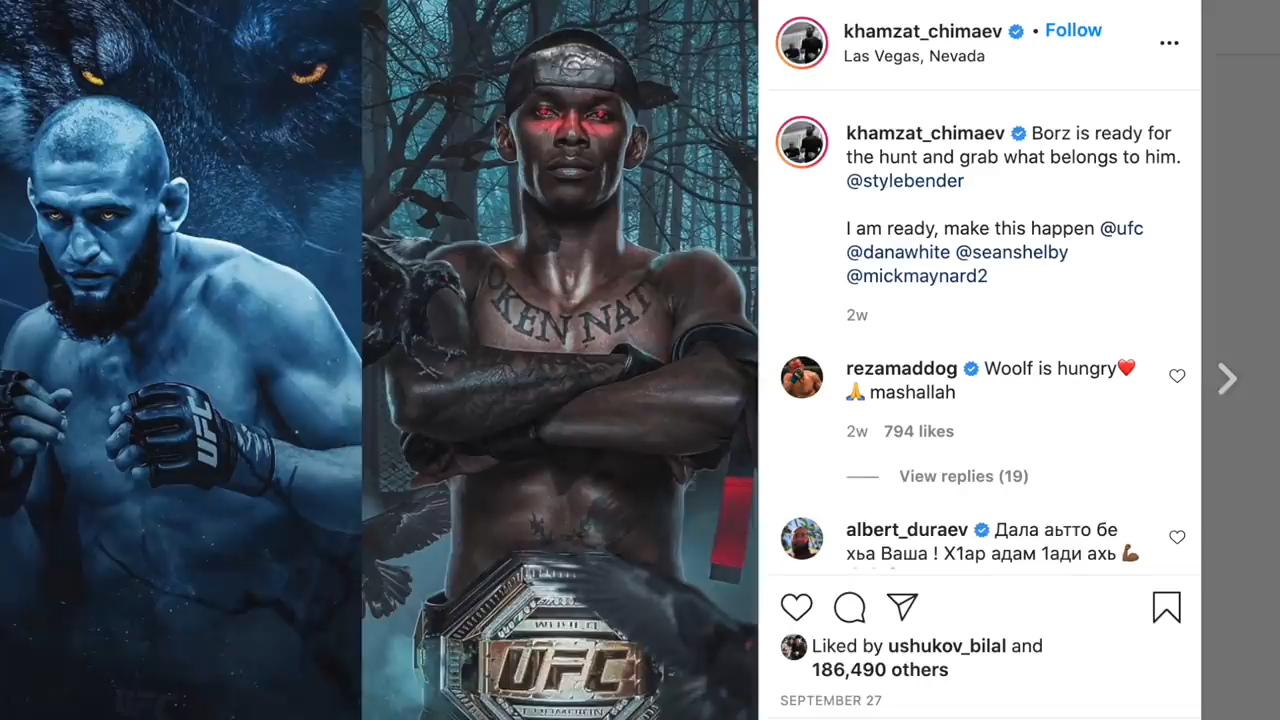 khamzat_chimaev • Follow
Las Vegas, Nevada
khamzat_chimaev Borz is ready for
the hunt and grab what belongs to him.
@stylebender
I am ready, make this happen @ufc
@danawhite @seanshelby
@mickmaynard2
2w
rezamaddog Woolf is hungry❤️
🙏 mashallah
2w 794 likes
View replies (19)
albert_duraev Дала аьтто бе
хьа Ваша ! Х1ар адам 1ади ахь 💪🏾
Liked by ushukov_bilal and
186,490 others
SEPTEMBER 27
OKEN NAT
UFC
UFC